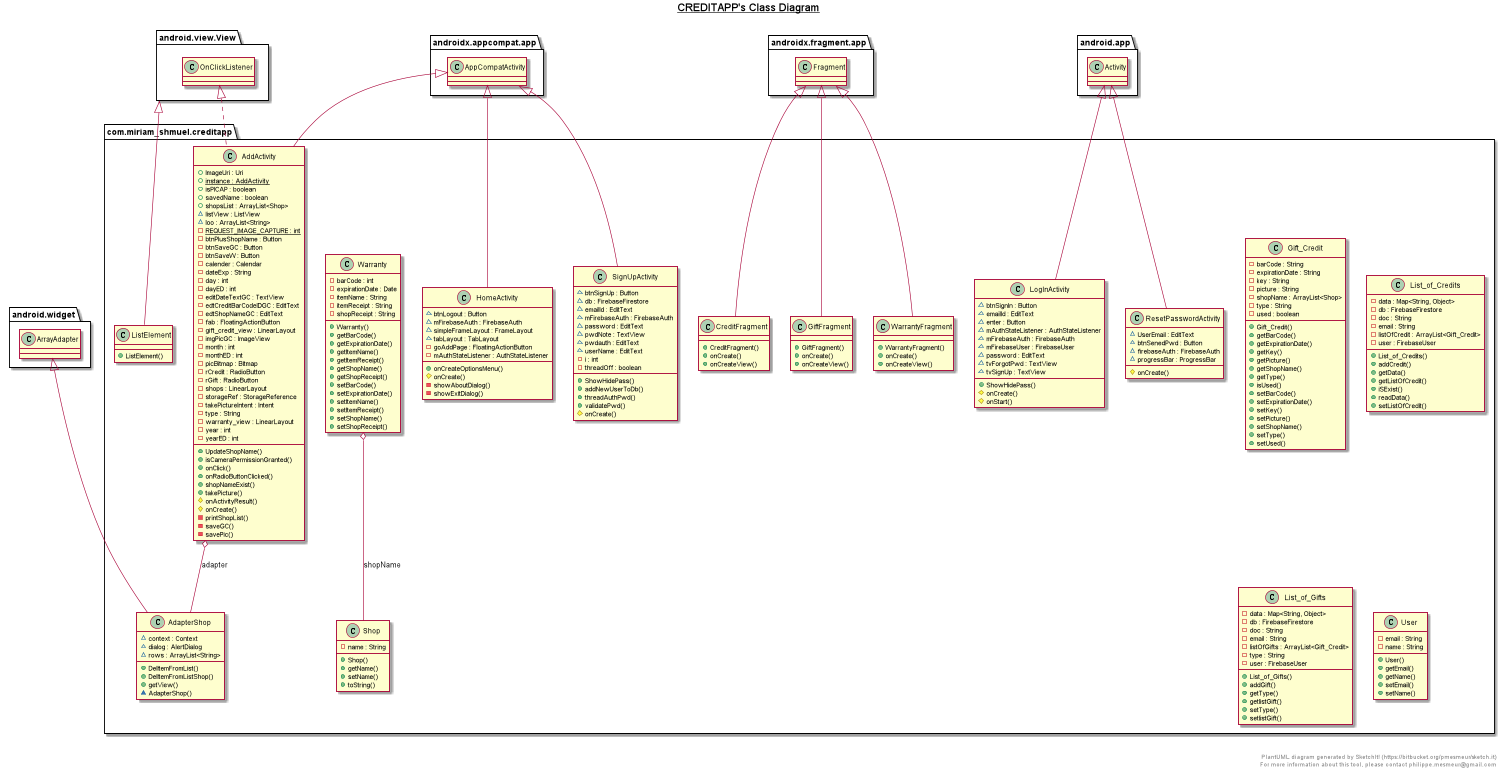 CREDITAPP's Class Diagram
android.view.View
C OnClickListener
androidx.appcompat.app
C AppCompatActivity
androidx.fragment.app
C Fragment
android.app
C Activity
com.miriam_shmuel.creditapp
C AddActivity
ImageUri : Uri
instance : AddActivity
isPICAP : boolean
savedName : boolean
shopsList : ArrayList<Shop>
listView : ListView
loo : ArrayList<String>
REQUEST_IMAGE_CAPTURE : int
btnPlusShopName : Button
btnSaveGC : Button
btnSaveW : Button
calender : Calendar
dateExp : String
day : int
dayED : int
editDateTextGC : TextView
edtCreditBarCodeIDGC : EditText
edtShopNameGC : EditText
fab : FloatingActionButton
gift_credit_view : LinearLayout
imgPicGC : ImageView
month : int
monthED : int
picBitmap : Bitmap
rCredit : RadioButton
rGift : RadioButton
shops : LinearLayout
storageRef : StorageReference
takePictureIntent : Intent
type : String
warranty_view : LinearLayout
year : int
yearED : int
UpdateShopName()
isCameraPermissionGranted()
onClick()
onRadioButtonClicked()
shopNameExist()
takePicture()
onActivityResult()
onCreate()
printShopList()
saveGC()
savePic()
C Warranty
barCode : int
expirationDate : Date
itemName : String
itemReceipt : String
shopReceipt : String
Warranty()
getBarCode()
getExpirationDate()
getItemName()
getItemReceipt()
getShopName()
getShopReceipt()
setBarCode()
setExpirationDate()
setItemName()
setItemReceipt()
setShopName()
setShopReceipt()
C HomeActivity
btnLogout : Button
mFirebaseAuth : FirebaseAuth
simpleFrameLayout : FrameLayout
tabLayout : TabLayout
goAddPage : FloatingActionButton
mAuthStateListener : AuthStateListener
onCreateOptionsMenu()
onCreate()
showAboutDialog()
showExitDialog()
C SignUpActivity
btnSignUp : Button
db : FirebaseFirestore
emailId : EditText
mFirebaseAuth : FirebaseAuth
password : EditText
pwdNote : TextView
pwdauth : EditText
userName : EditText
i : int
threadOff : boolean
ShowHidePass()
addNewUserToDb()
threadAuthPwd()
validatePwd()
onCreate()
C CreditFragment
CreditFragment()
onCreate()
onCreateView()
C GiftFragment
GiftFragment()
onCreate()
onCreateView()
C WarrantyFragment
WarrantyFragment()
onCreate()
onCreateView()
C LogInActivity
btnSignIn : Button
emailId : EditText
enter : Button
mAuthStateListener : AuthStateListener
mFirebaseAuth : FirebaseAuth
mFirebaseUser : FirebaseUser
password : EditText
tvForgotPwd : TextView
tvSignUp : TextView
ShowHidePass()
onCreate()
onStart()
C ResetPasswordActivity
UserEmail : EditText
btnSenedPwd : Button
firebaseAuth : FirebaseAuth
progressBar : ProgressBar
onCreate()
C Gift_Credit
barCode : String
expirationDate : String
key : String
picture : String
shopName : ArrayList<Shop>
type : String
used : boolean
Gift_Credit()
getBarCode()
getExpirationDate()
getKey()
getPicture()
getShopName()
getType()
isUsed()
setBarCode()
setExpirationDate()
setKey()
setPicture()
setShopName()
setType()
setUsed()
C List_of_Credits
data : Map<String, Object>
db : FirebaseFirestore
doc : String
email : String
listOfCredit : ArrayList<Gift_Credit>
user : FirebaseUser
List_of_Credits()
addCredit()
getData()
getListOfCredit()
iSExist()
readData()
setListOfCredit()
android.widget
C ArrayAdapter
C ListElement
ListElement()
adapter
shopName
C AdapterShop
context : Context
dialog : AlertDialog
rows : ArrayList<String>
DelItemFromList()
DelItemFromListShop()
getView()
AdapterShop()
C Shop
name : String
Shop()
getName()
setName()
toString()
C List_of_Gifts
data : Map<String, Object>
db : FirebaseFirestore
doc : String
email : String
listOfGifts : ArrayList<Gift_Credit>
type : String
user : FirebaseUser
List_of_Gifts()
addGift()
getType()
getlistGift()
setType()
setlistGift()
C User
email : String
name : String
User()
getEmail()
getName()
setEmail()
setName()
PlantUML diagram generated by SketchIt! (https://bitbucket.org/pmesmeur/sketch.it)
For more information about this tool, please contact philippe.mesmeur@gmail.com